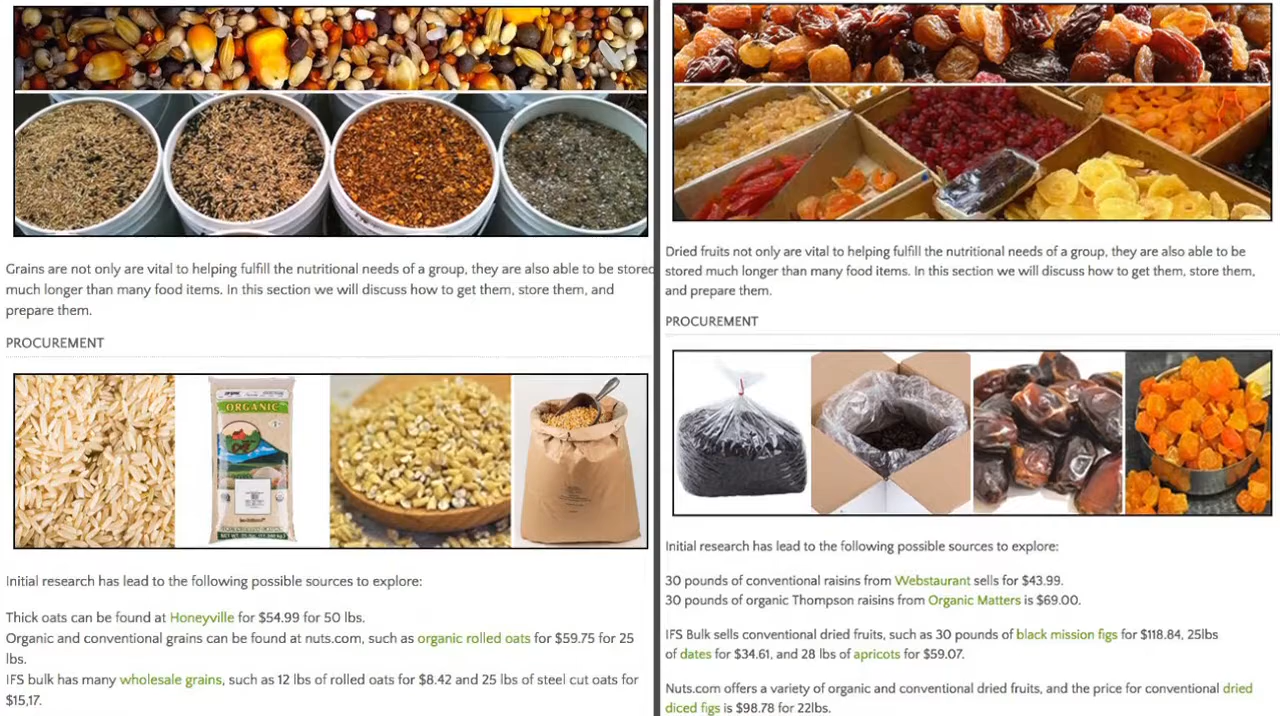 Grains are not only are vital to helping fulfill the nutritional needs of a group, they are also able to be stored
much longer than many food items. In this section we will discuss how to get them, store them, and
prepare them.
PROCUREMENT
ORGANIC
Initial research has lead to the following possible sources to explore:
Thick oats can be found at Honeyville for $54.99 for 50 lbs.
Organic and conventional grains can be found at nuts.com, such as organic rolled oats for $59.75 for 25
lbs.
IFS bulk has many wholesale grains, such as 12 lbs of rolled oats for $8.42 and 25 lbs of steel cut oats for
$15,17.
Dried fruits not only are vital to helping fulfill the nutritional needs of a group, they are also able to be
stored much longer than many food items. In this section we will discuss how to get them, store them,
and prepare them.
PROCUREMENT
Initial research has lead to the following possible sources to explore:
30 pounds of conventional raisins from Webstaurant sells for $43.99.
30 pounds of organic Thompson raisins from Organic Matters is $69.00.
IFS Bulk sells conventional dried fruits, such as 30 pounds of black mission figs for $118.84, 25lbs
of dates for $34.61, and 28 lbs of apricots for $59.07.
Nuts.com offers a variety of organic and conventional dried fruits, and the price for conventional dried
diced figs is $98.78 for 22lbs.